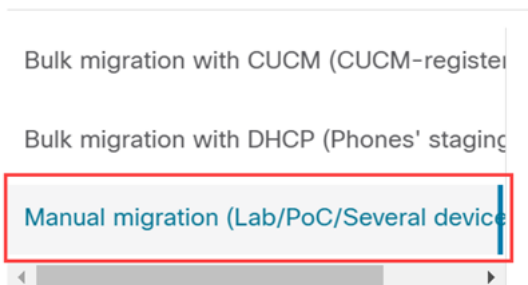 Bulk migration with CUCM (CUCM-register
Bulk migration with DHCP (Phones' staging
Manual migration (Lab/PoC/Several device